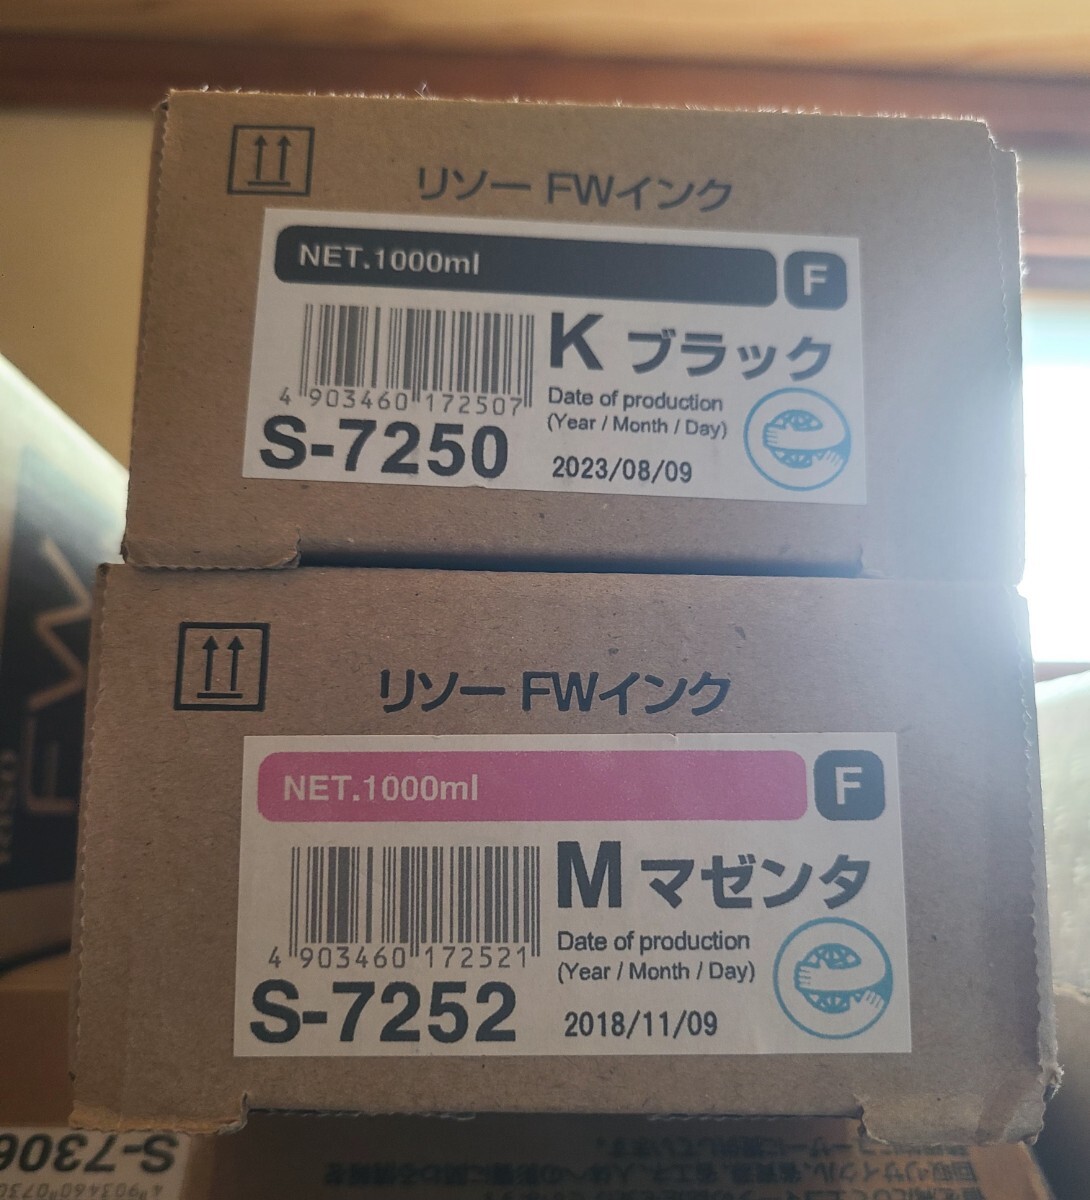 リソー FWインク
NET.1000ml F
K ブラック
4 903460 172507
Date of production
(Year / Month / Day)
S-7250
2023/08/09
リソー FWインク
NET.1000ml F
M マゼンタ
4 903460 172521
Date of production
(Year / Month / Day)
S-7252
2018/11/09
RISO
FW
S-7306